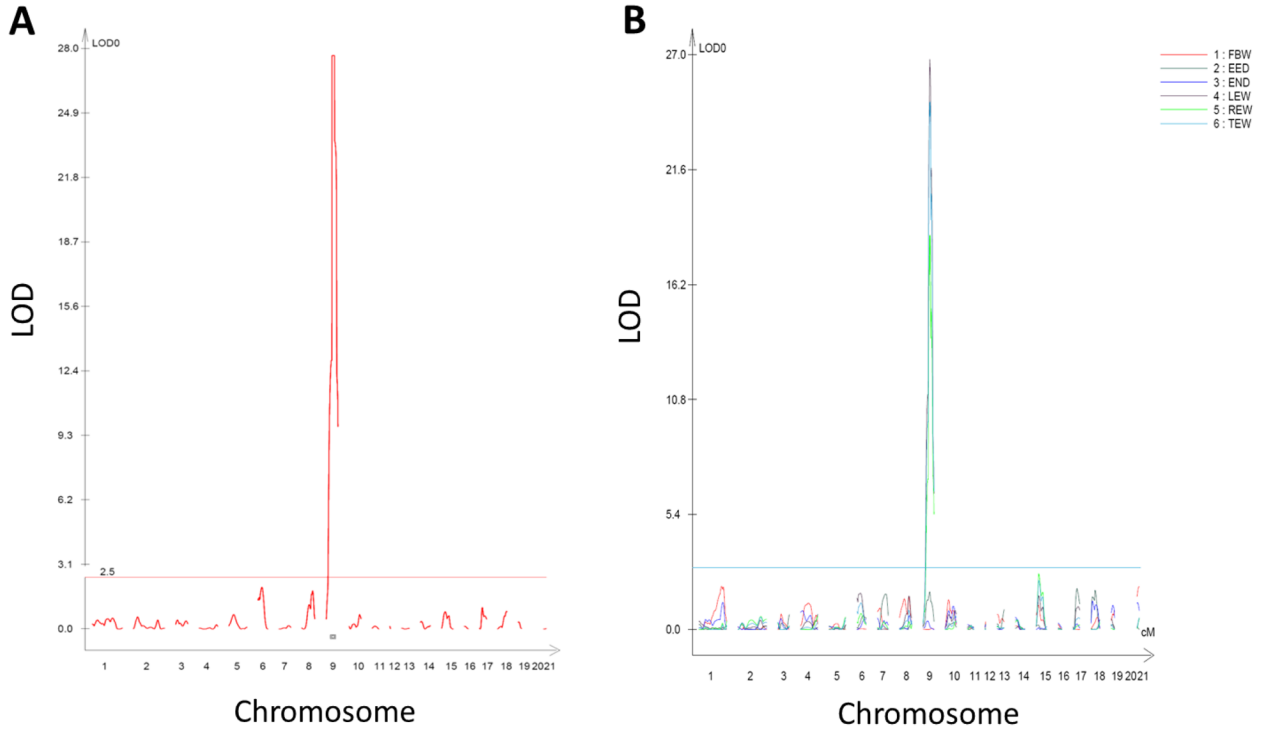 A
LOD0
28.0
24.9
21.8
18.7
15.6
12.4
9.3
6.2
3.1
2.5
0.0
LOD
1 2 3 4 5 6 7 8 9 10 11 12 13 14 15 16 17 18 19 2021
Chromosome
B
LOD0
27.0
21.6
16.2
10.8
5.4
0.0
LOD
cM
1 2 3 4 5 6 7 8 9 10 11 12 13 14 15 16 17 18 19 2021
Chromosome
1 : FBW
2 : EED
3 : END
4 : LEW
5 : REW
6 : TEW